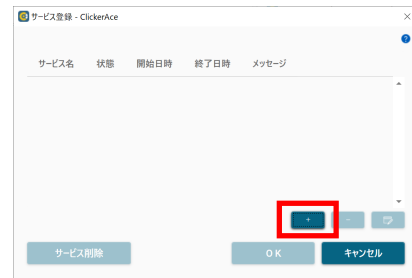 サービス登録 - ClickerAce
サービス名 状態 開始日時 終了日時 メッセージ
+ -
サービス削除 OK キャンセル